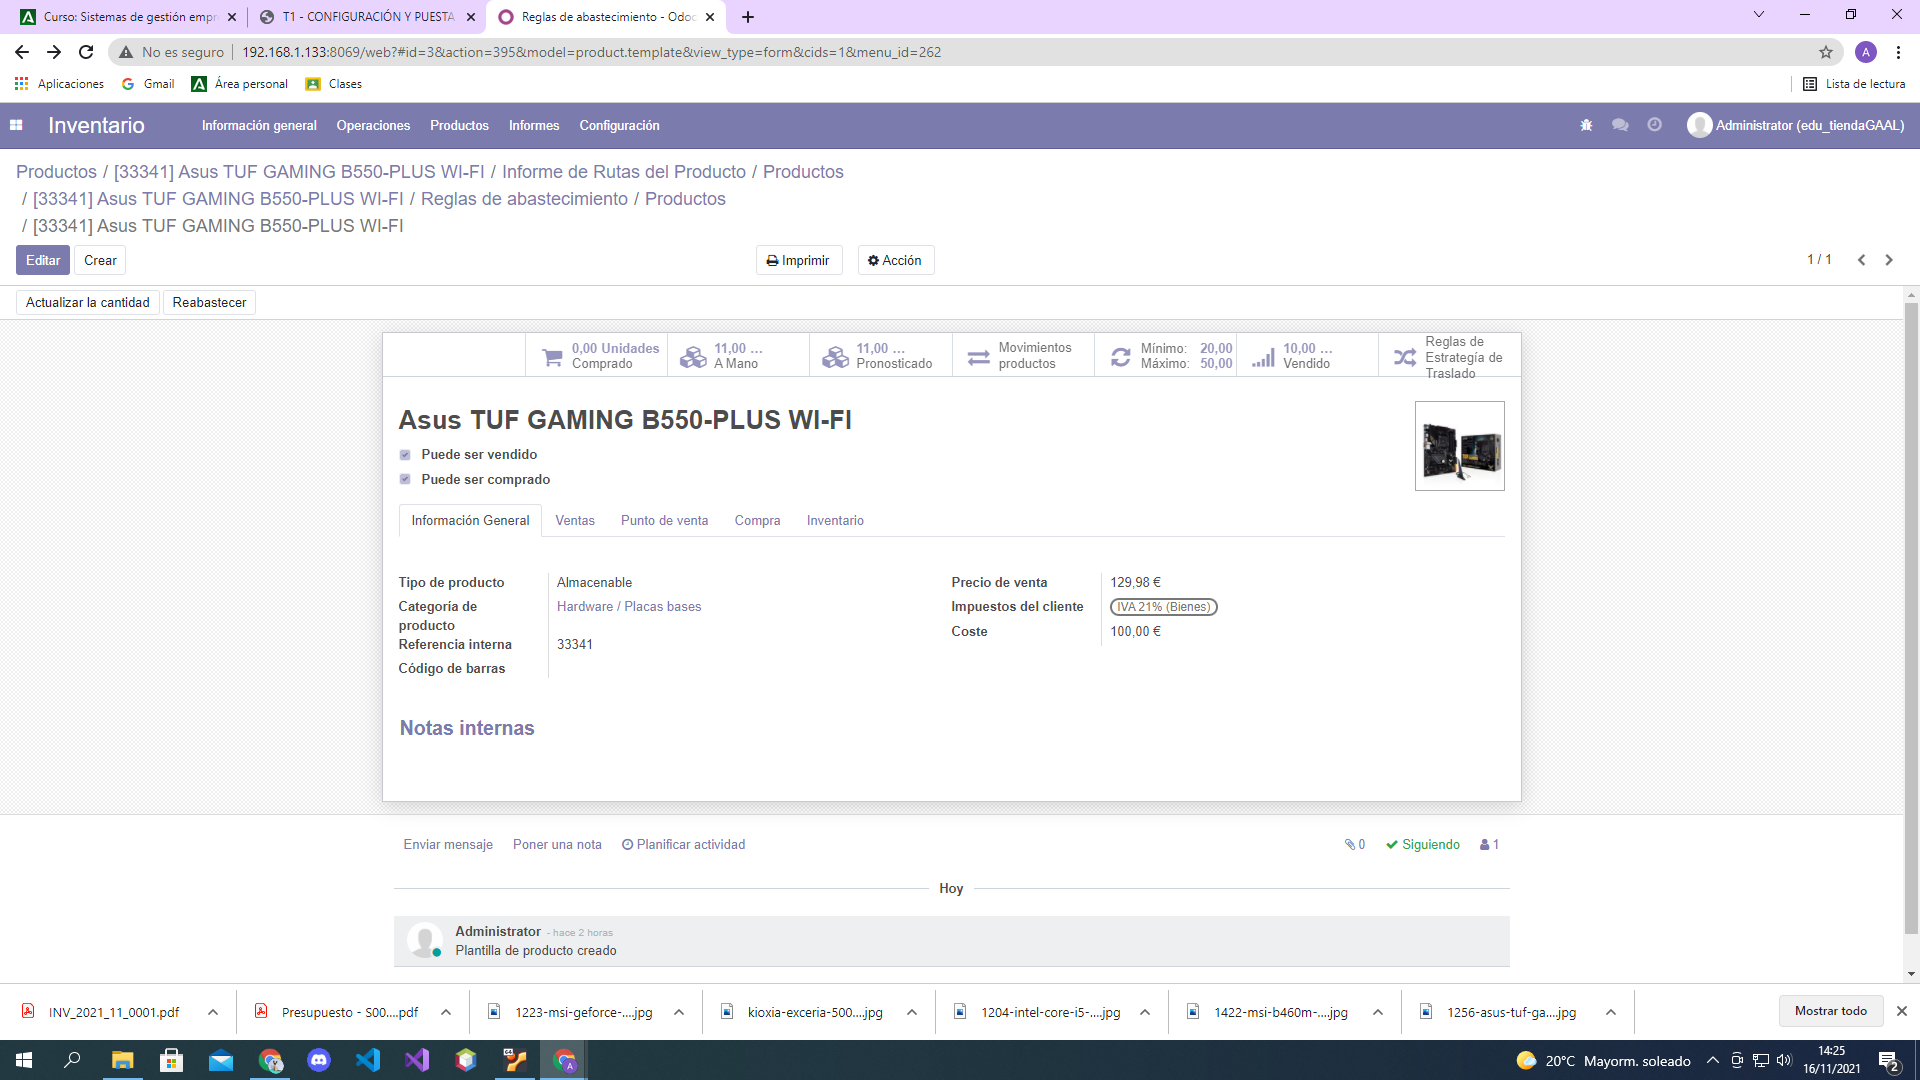 Curso: Sistemas de gestión empr
T1 - CONFIGURACIÓN Y PUESTA
Reglas de abastecimiento - Odoo
No es seguro
192.168.1.133:8069/web?#id=3&action=395&model=product.template&view_type=form&cids=1&menu_id=262
A
Aplicaciones
Gmail
Área personal
Clases
Lista de lectura
Inventario
Información general
Operaciones
Productos
Informes
Configuración
Administrator (edu_tiendaGAAL)
Productos / [33341] Asus TUF GAMING B550-PLUS WI-FI / Informe de Rutas del Producto / Productos
/ [33341] Asus TUF GAMING B550-PLUS WI-FI / Reglas de abastecimiento / Productos
/ [33341] Asus TUF GAMING B550-PLUS WI-FI
Editar
Crear
Imprimir
Acción
1 / 1
Actualizar la cantidad
Reabastecer
0,00 Unidades
Comprado
11,00 ...
A Mano
11,00 ...
Pronosticado
Movimientos
productos
Mínimo: 20,00
Máximo: 50,00
10,00 ...
Vendido
Reglas de
Estrategía de
Traslado
Asus TUF GAMING B550-PLUS WI-FI
Puede ser vendido
Puede ser comprado
Información General
Ventas
Punto de venta
Compra
Inventario
Tipo de producto
Almacenable
Categoría de
producto
Hardware / Placas bases
Referencia interna
33341
Código de barras
Precio de venta
129,98 €
Impuestos del cliente
IVA 21% (Bienes)
Coste
100,00 €
Notas internas
Enviar mensaje
Poner una nota
Planificar actividad
0
Siguiendo
1
Hoy
Administrator - hace 2 horas
Plantilla de producto creado
INV_2021_11_0001.pdf
Presupuesto - S00....pdf
1223-msi-geforce-....jpg
kioxia-exceria-500....jpg
1204-intel-core-i5-....jpg
1422-msi-b460m-....jpg
1256-asus-tuf-ga....jpg
Mostrar todo
20°C Mayorm. soleado
14:25
16/11/2021
2